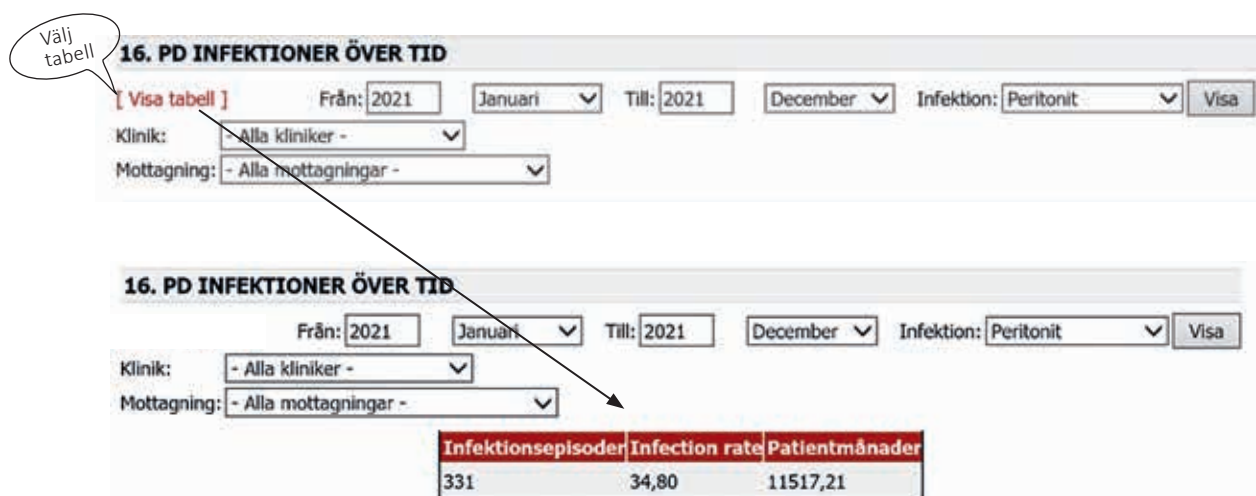 Välj
tabell
16. PD INFEKTIONER ÖVER TID
[ Visa tabell ] Från: 2021 Januari Till: 2021 December Infektion: Peritonit Visa
Klinik: - Alla kliniker -
Mottagning: - Alla mottagningar -
16. PD INFEKTIONER ÖVER TID
Från: 2021 Januari Till: 2021 December Infektion: Peritonit Visa
Klinik: - Alla kliniker -
Mottagning: - Alla mottagningar -
Infektionsepisoder Infection rate Patientmånader
331 34,80 11517,21